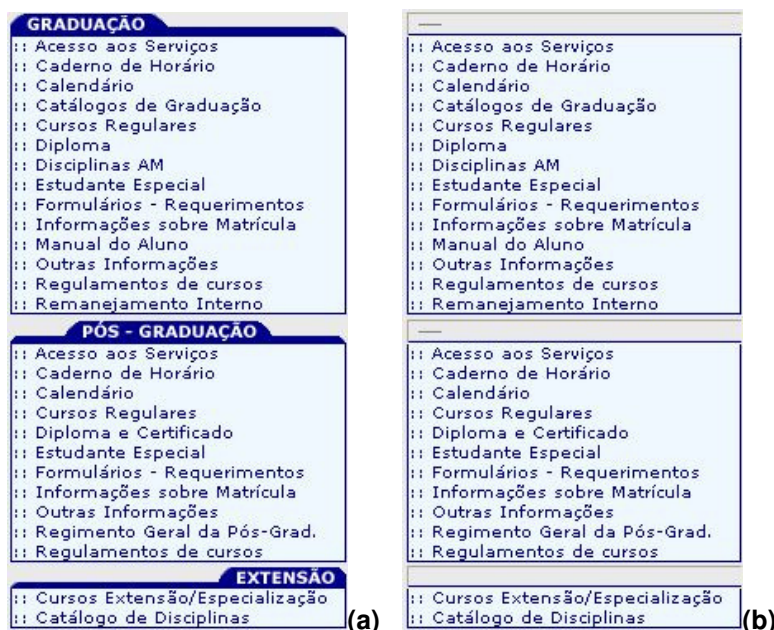 GRADUAÇÃO
:: Acesso aos Serviços
:: Caderno de Horário
:: Calendário
:: Catálogos de Graduação
:: Cursos Regulares
:: Diploma
:: Disciplinas AM
:: Estudante Especial
:: Formulários - Requerimentos
:: Informações sobre Matrícula
:: Manual do Aluno
:: Outras Informações
:: Regulamentos de cursos
:: Remanejamento Interno
PÓS - GRADUAÇÃO
:: Acesso aos Serviços
:: Caderno de Horário
:: Calendário
:: Cursos Regulares
:: Diploma e Certificado
:: Estudante Especial
:: Formulários - Requerimentos
:: Informações sobre Matrícula
:: Outras Informações
:: Regimento Geral da Pós-Grad.
:: Regulamentos de cursos
EXTENSÃO
:: Cursos Extensão/Especialização
:: Catálogo de Disciplinas
(a)
:: Acesso aos Serviços
:: Caderno de Horário
:: Calendário
:: Catálogos de Graduação
:: Cursos Regulares
:: Diploma
:: Disciplinas AM
:: Estudante Especial
:: Formulários - Requerimentos
:: Informações sobre Matrícula
:: Manual do Aluno
:: Outras Informações
:: Regulamentos de cursos
:: Remanejamento Interno
:: Acesso aos Serviços
:: Caderno de Horário
:: Calendário
:: Cursos Regulares
:: Diploma e Certificado
:: Estudante Especial
:: Formulários - Requerimentos
:: Informações sobre Matrícula
:: Outras Informações
:: Regimento Geral da Pós-Grad.
:: Regulamentos de cursos
:: Cursos Extensão/Especialização
:: Catálogo de Disciplinas
(b)